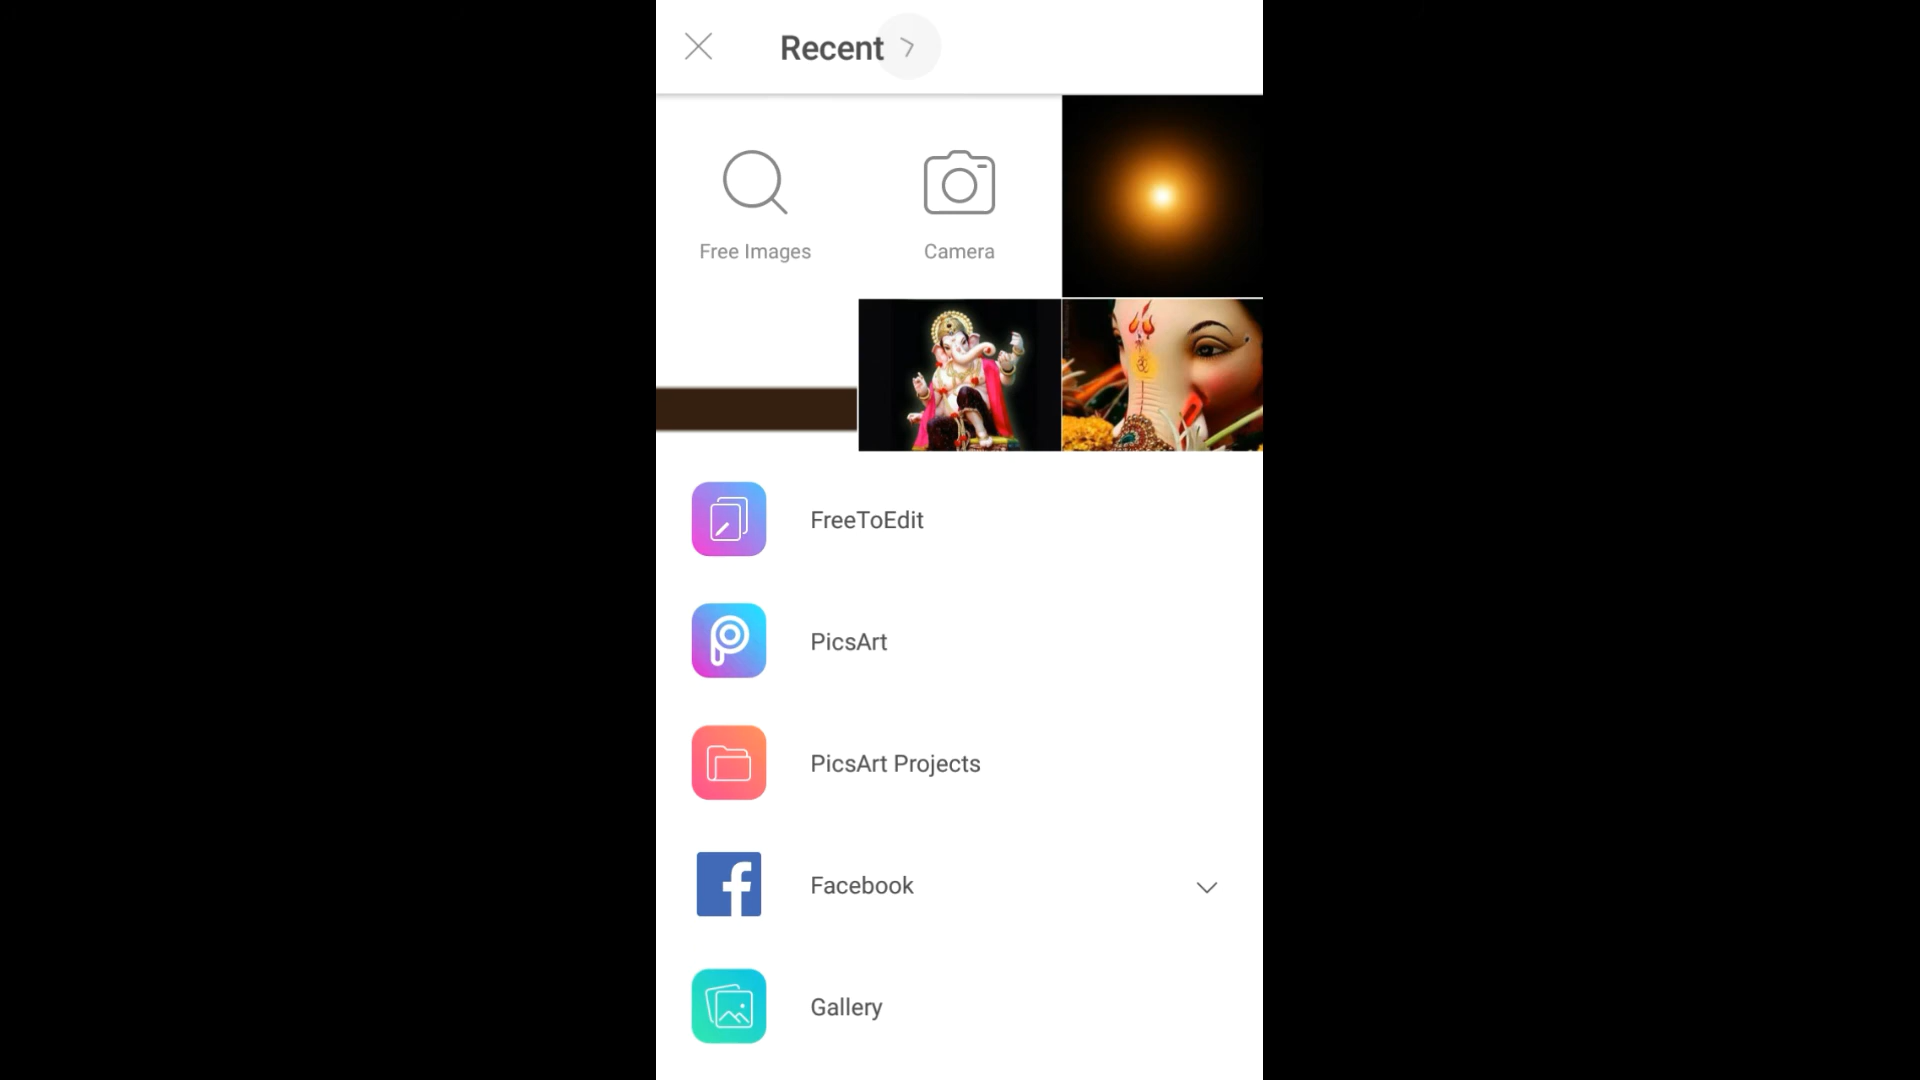 Recent
Free Images
Camera
FreeToEdit
PicsArt
PicsArt Projects
Facebook
Gallery